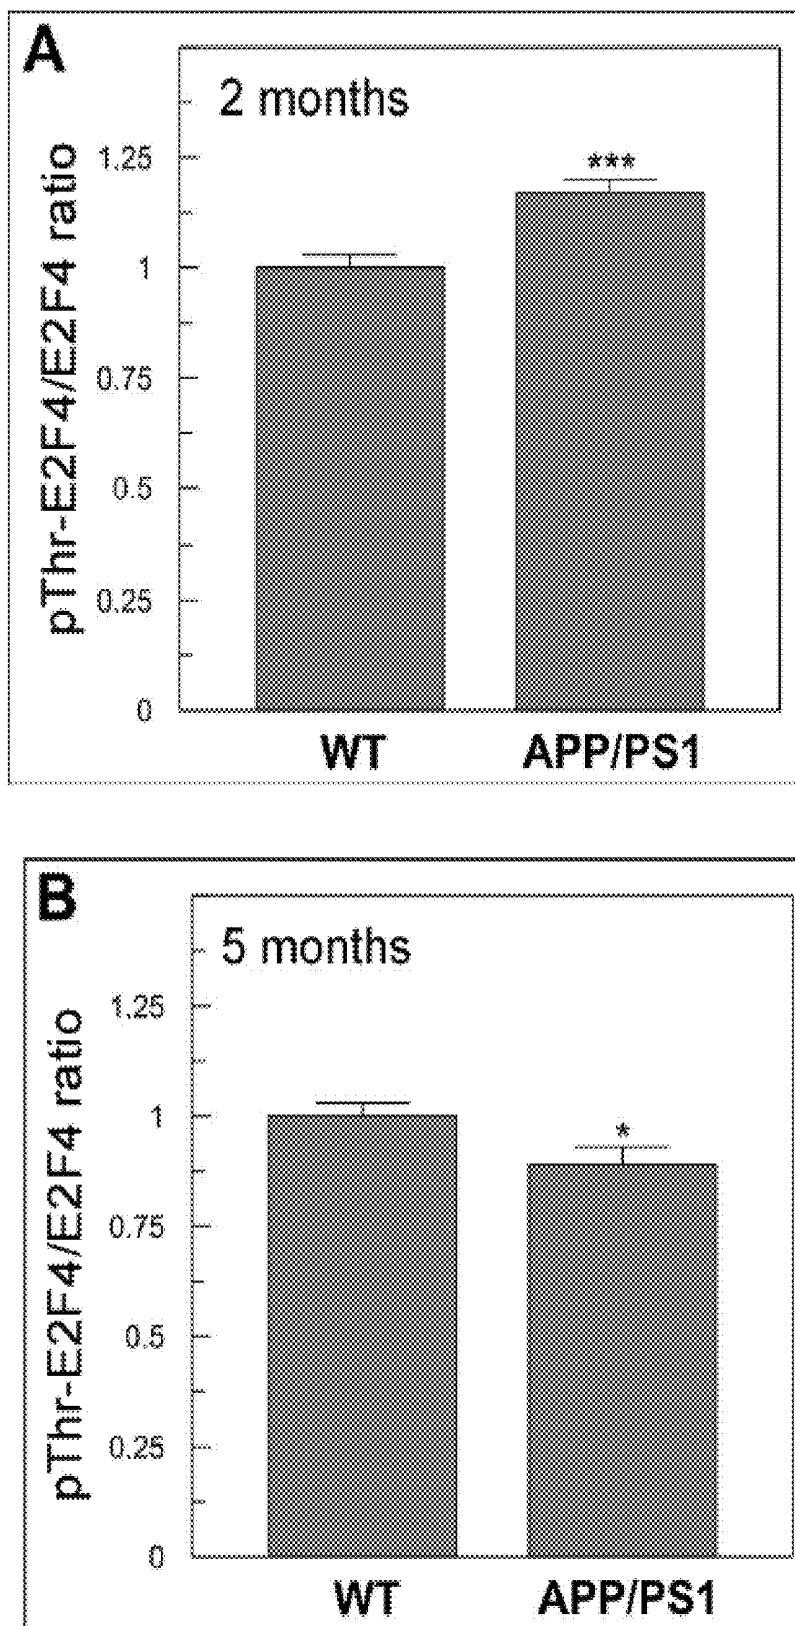 A
2 months
pThr-E2F4/E2F4 ratio
1.25
***
1
0.75
0.5
0.25
0
WT APP/PS1
B
5 months
pThr-E2F4/E2F4 ratio
1.25
1
*
0.75
0.5
0.25
0
WT APP/PS1